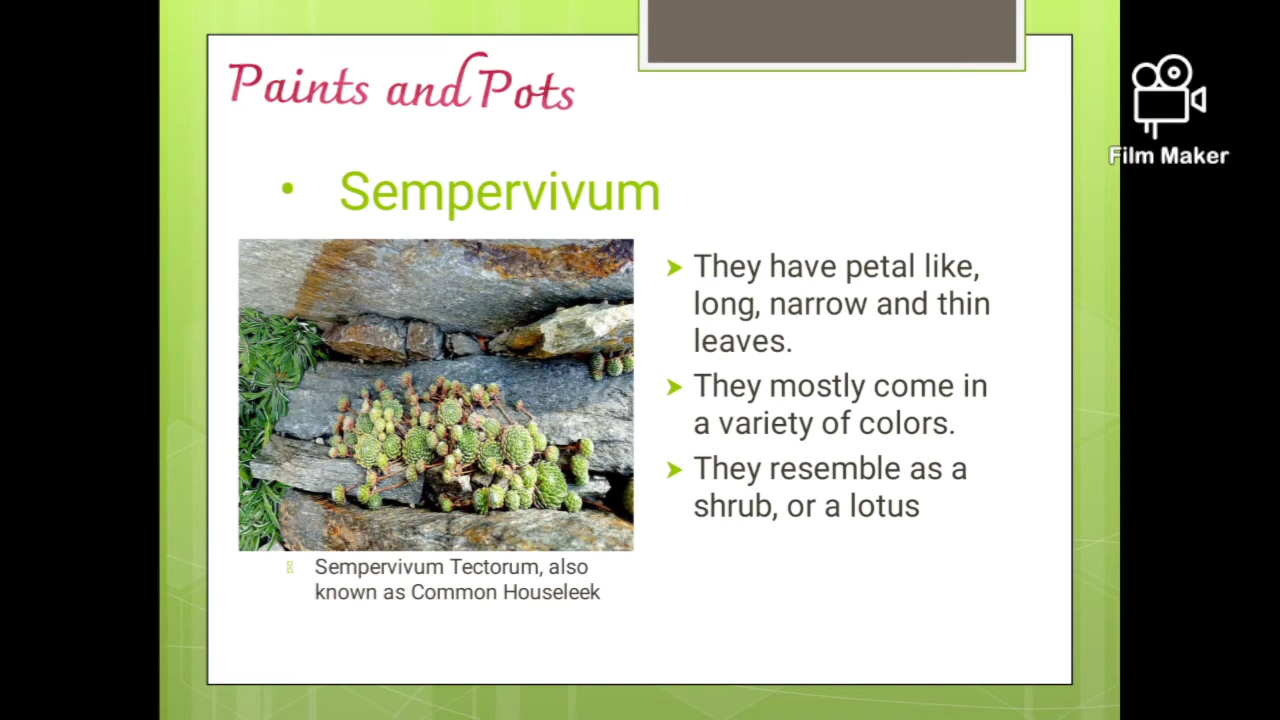 Paints and Pots
Film Maker
• Sempervivum
➤ They have petal like,
long, narrow and thin
leaves.
➤ They mostly come in
a variety of colors.
➤ They resemble as a
shrub, or a lotus
Sempervivum Tectorum, also
known as Common Houseleek